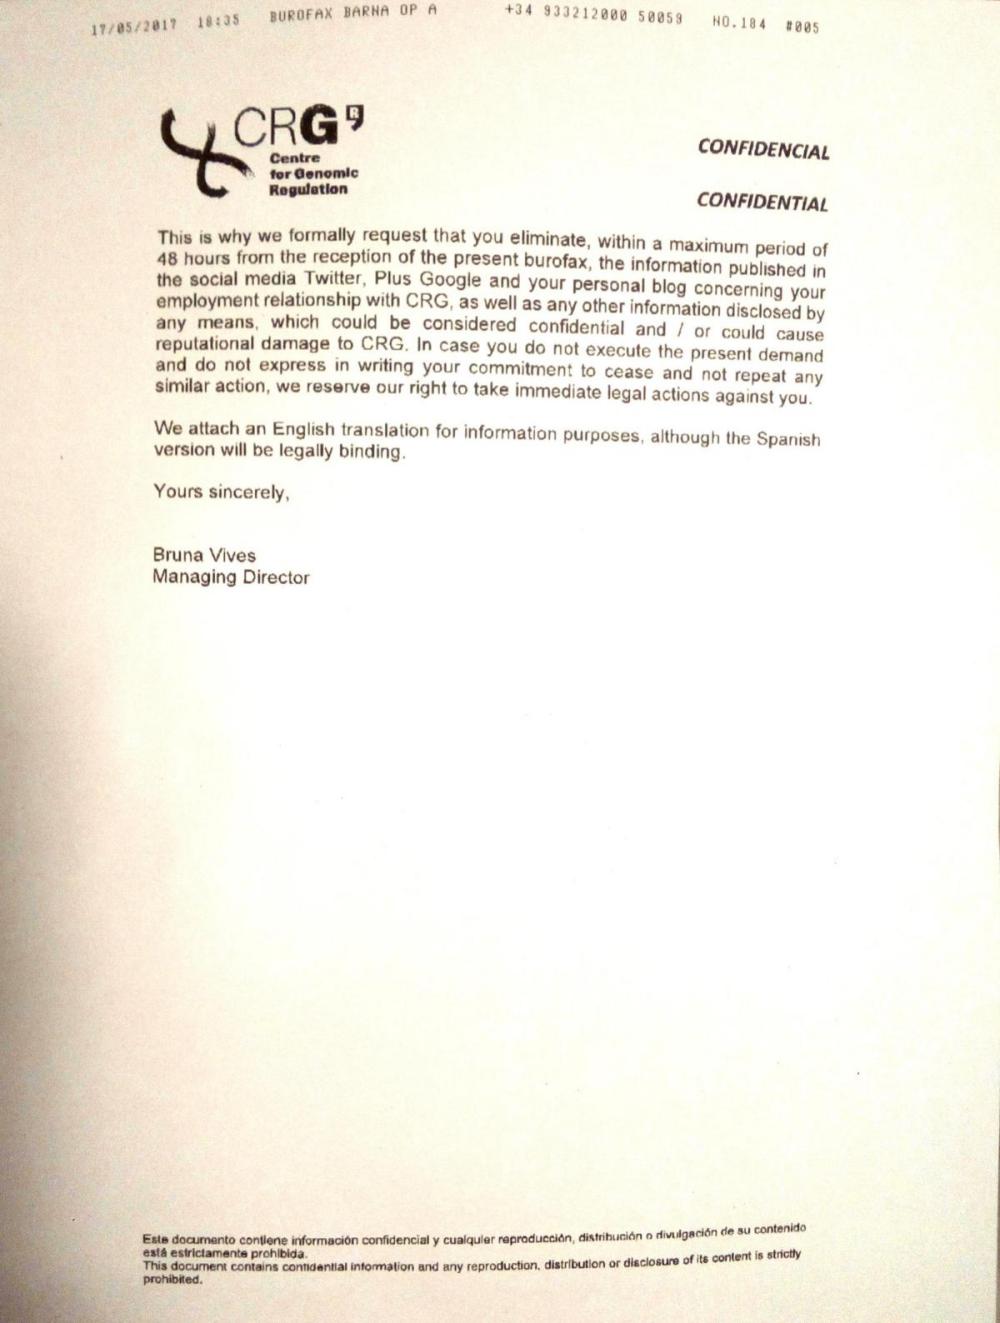 17/05/2017 18:35 BUROFAX BARNA OP A +34 933212000 50059 NO.184 #005
CRG
Centre
for Genomic
Regulation
CONFIDENCIAL
CONFIDENTIAL
This is why we formally request that you eliminate, within a maximum period of
48 hours from the reception of the present burofax, the information published in
the social media Twitter, Plus Google and your personal blog concerning your
employment relationship with CRG, as well as any other information disclosed by
any means, which could be considered confidential and / or could cause
reputational damage to CRG. In case you do not execute the present demand
and do not express in writing your commitment to cease and not repeat any
similar action, we reserve our right to take immediate legal actions against you.
We attach an English translation for information purposes, although the Spanish
version will be legally binding.
Yours sincerely,
Bruna Vives
Managing Director
Este documento contiene información confidencial y cualquier reproducción, distribución o divulgación de su contenido
está estrictamente prohibida.
This document contains confidential information and any reproduction, distribution or disclosure of its content is strictly
prohibited.